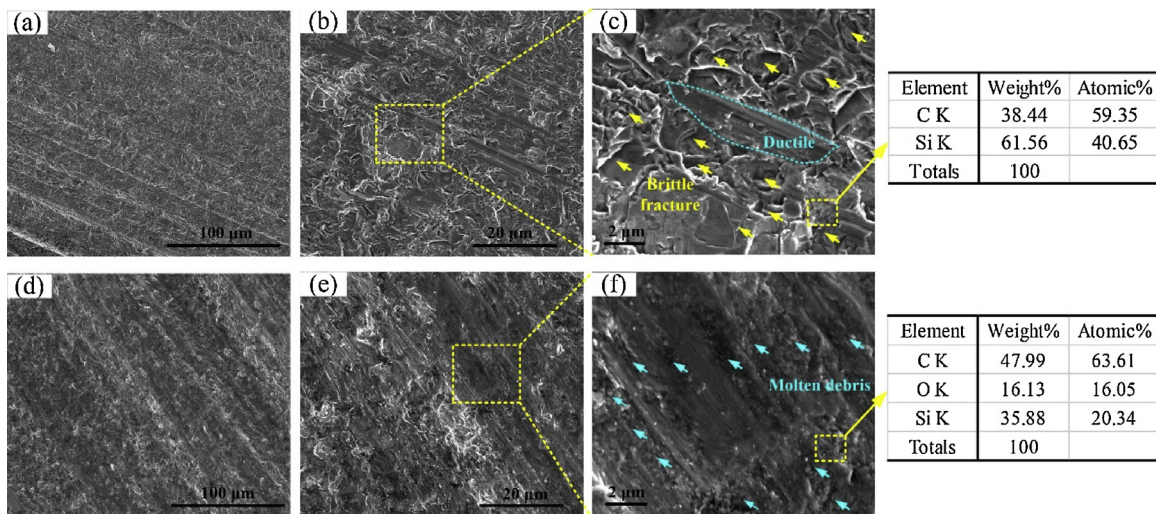 (a)
100 μm
(b)
20 μm
(c)
Ductile
Brittle
fracture
2 μm
Element Weight% Atomic%
C K 38.44 59.35
Si K 61.56 40.65
Totals 100
(d)
100 μm
(e)
20 μm
(f)
Molten debris
2 μm
Element Weight% Atomic%
C K 47.99 63.61
O K 16.13 16.05
Si K 35.88 20.34
Totals 100